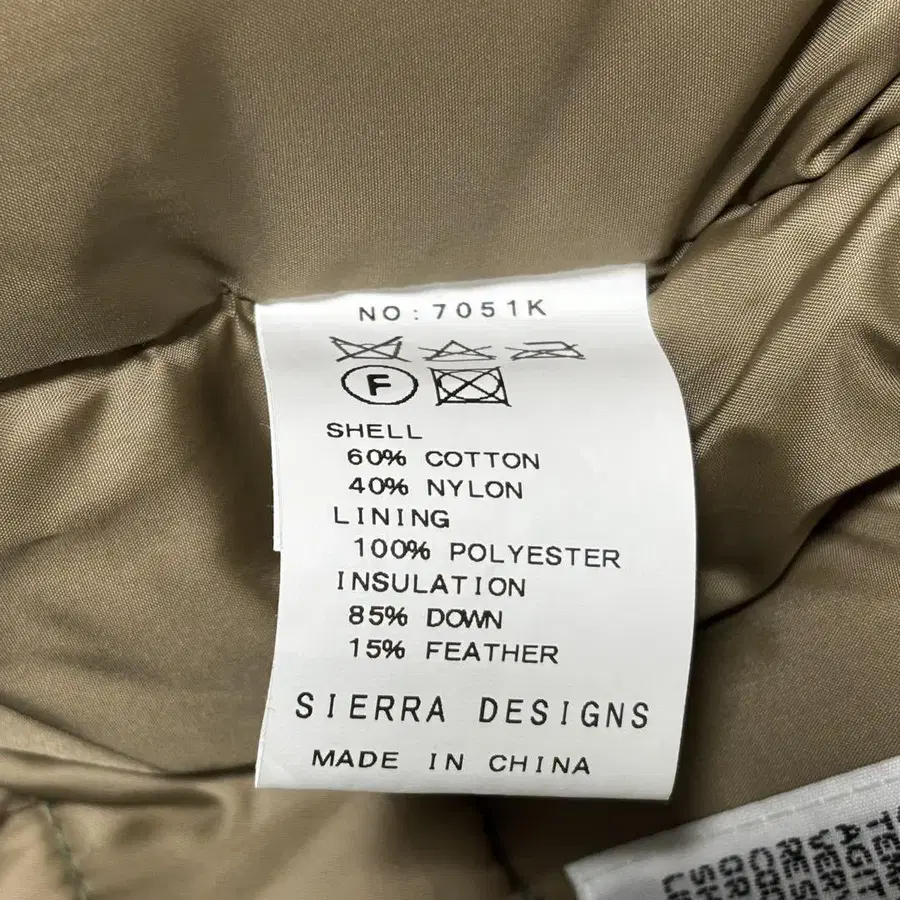 NO:7051K
F
SHELL
60% COTTON
40% NYLON
LINING
100% POLYESTER
INSULATION
85% DOWN
15% FEATHER
SIERRA DESIGNS
MADE IN CHINA